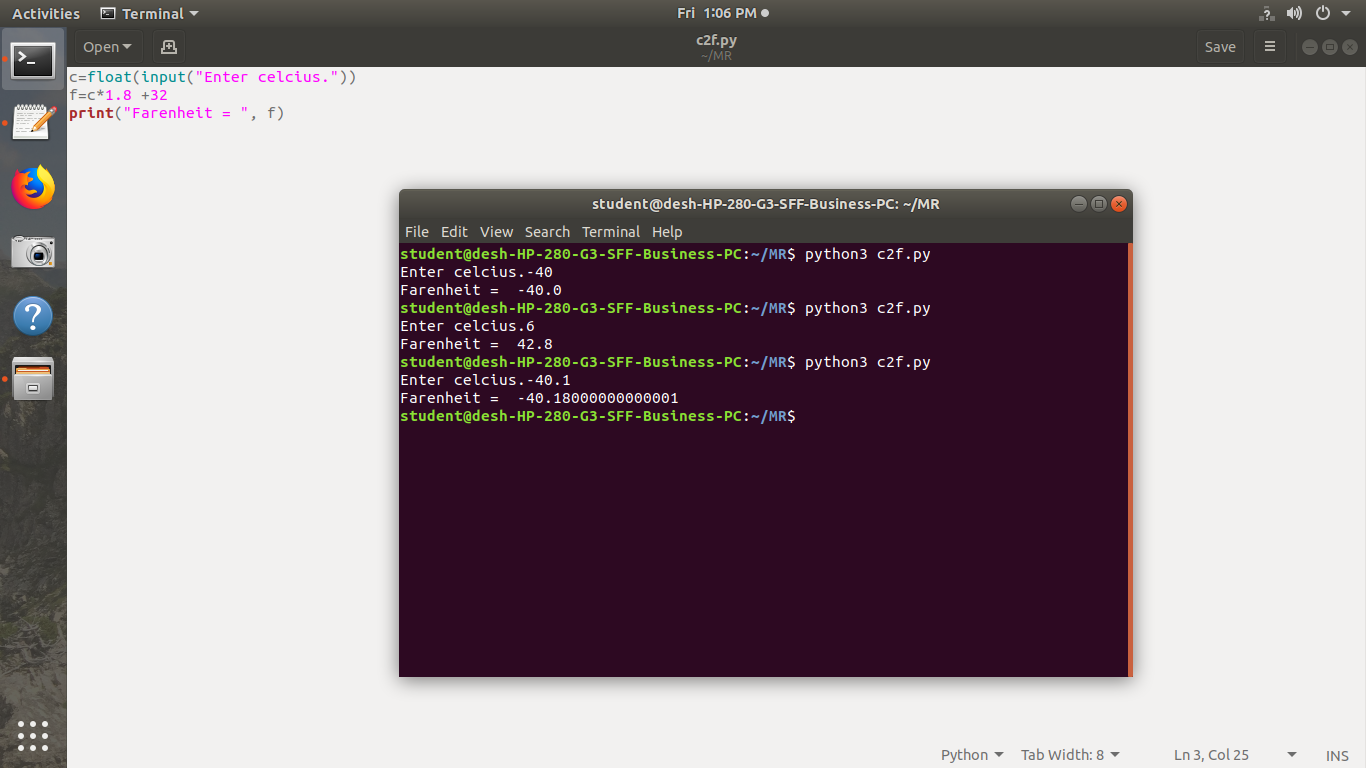 Activities Terminal Fri 1:06 PM
Open c2f.py Save
~/MR
c=float(input("Enter celcius."))
f=c*1.8 +32
print("Farenheit = ", f)
student@desh-HP-280-G3-SFF-Business-PC: ~/MR
File Edit View Search Terminal Help
student@desh-HP-280-G3-SFF-Business-PC:~/MR$ python3 c2f.py
Enter celcius.-40
Farenheit =  -40.0
student@desh-HP-280-G3-SFF-Business-PC:~/MR$ python3 c2f.py
Enter celcius.6
Farenheit =  42.8
student@desh-HP-280-G3-SFF-Business-PC:~/MR$ python3 c2f.py
Enter celcius.-40.1
Farenheit =  -40.18000000000001
student@desh-HP-280-G3-SFF-Business-PC:~/MR$
Python Tab Width: 8 Ln 3, Col 25 INS